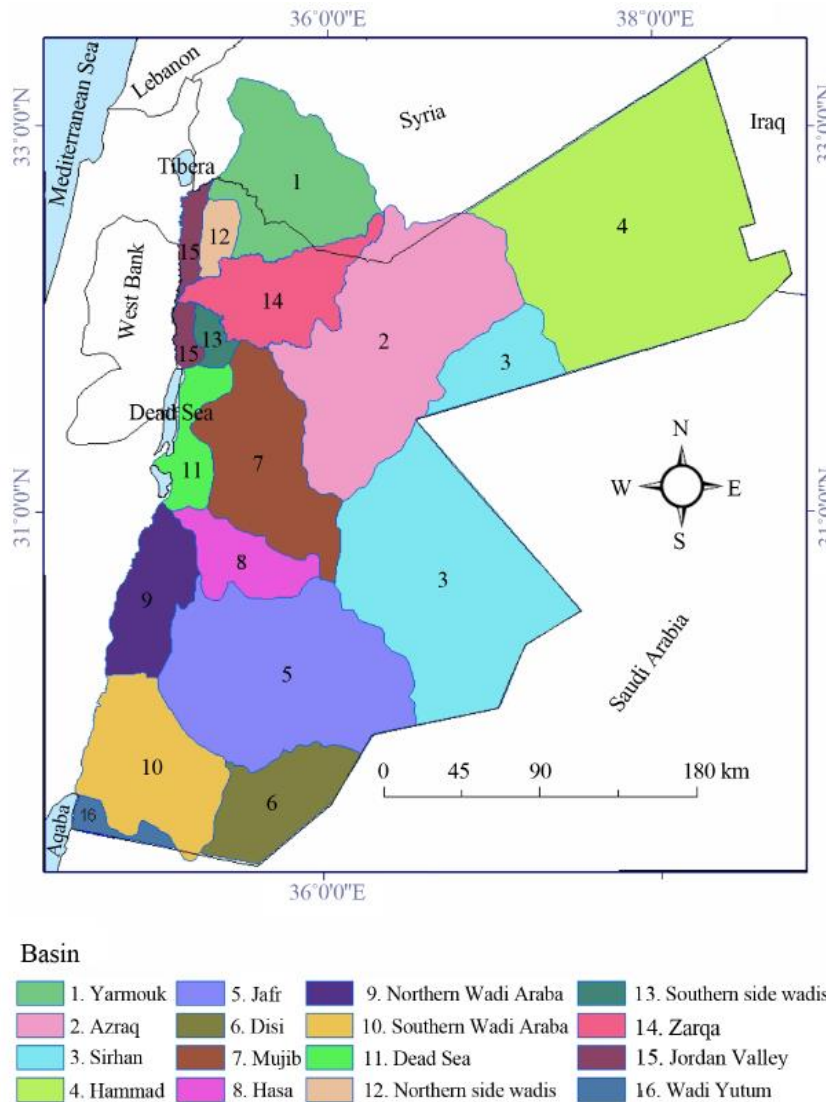 36°0'0"E 38°0'0"E
Mediterranean Sea
Lebanon
Syria
Iraq
33°0'0"N 33°0'0"N
Tibera
1
4
12
15
West Bank
14
2
13
3
15
Dead Sea
N
11
7
W E
31°0'0"N 31°0'0"N
S
8
3
9
Saudi Arabia
5
10
0 45 90 180 km
6
16
Aqaba
36°0'0"E 38°0'0"E
Basin
1. Yarmouk 5. Jafr 9. Northern Wadi Araba 13. Southern side wadis
2. Azraq 6. Disi 10. Southern Wadi Araba 14. Zarqa
3. Sirhan 7. Mujib 11. Dead Sea 15. Jordan Valley
4. Hammad 8. Hasa 12. Northern side wadis 16. Wadi Yutum